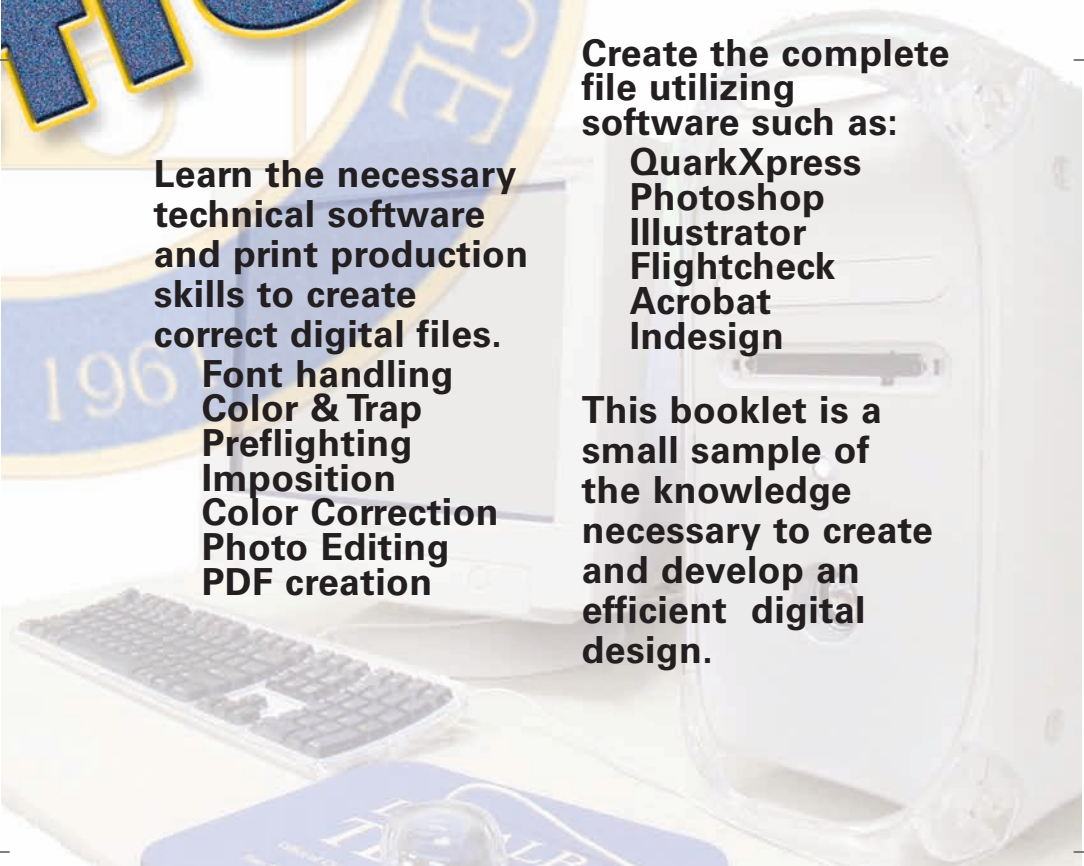 Learn the necessary
technical software
and print production
skills to create
correct digital files.
Font handling
Color & Trap
Preflighting
Imposition
Color Correction
Photo Editing
PDF creation
Create the complete
file utilizing
software such as:
QuarkXpress
Photoshop
Illustrator
Flightcheck
Acrobat
Indesign
This booklet is a
small sample of
the knowledge
necessary to create
and develop an
efficient digital
design.